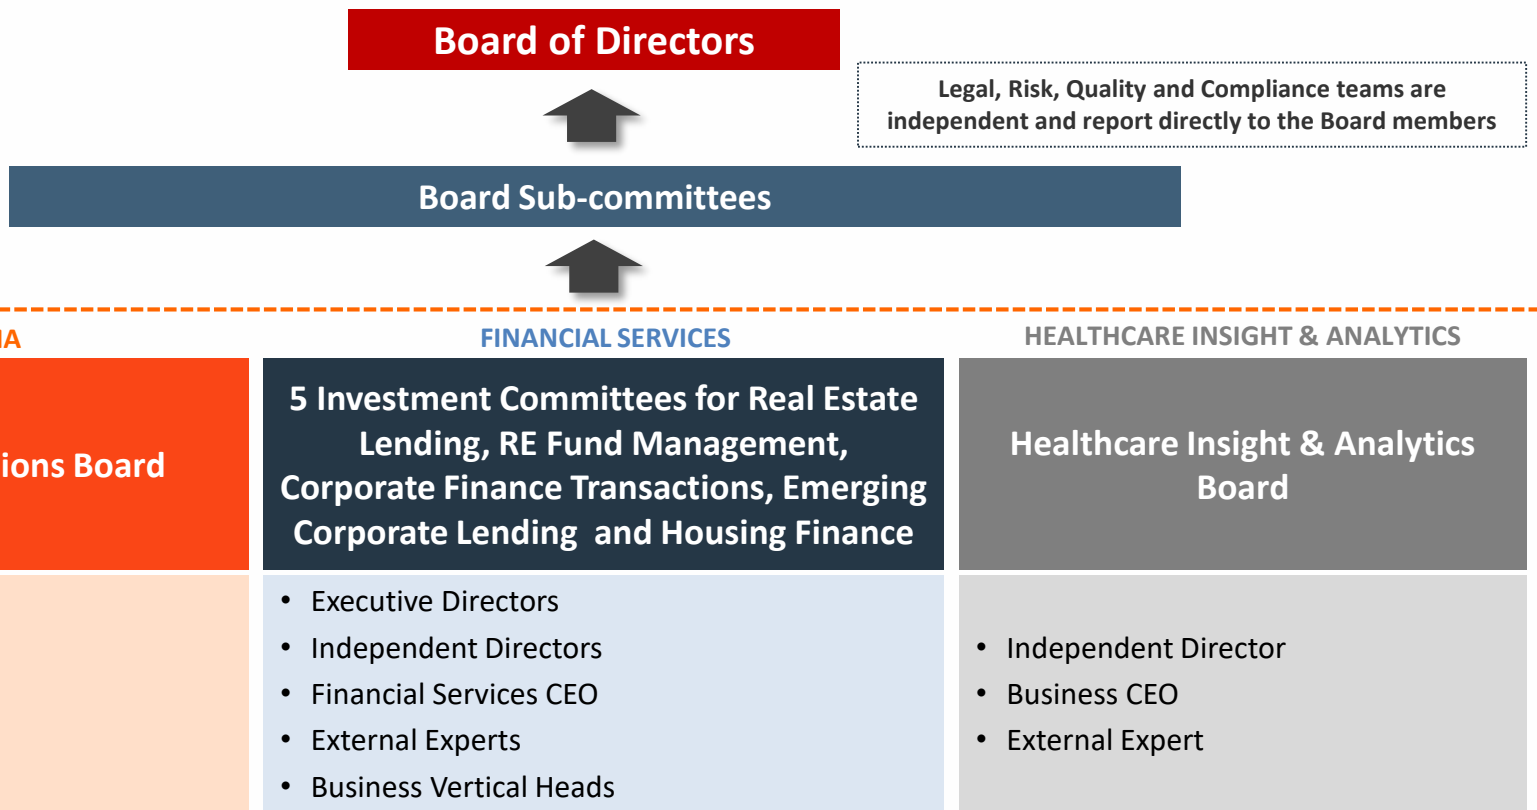 Board of Directors
Legal, Risk, Quality and Compliance teams are
independent and report directly to the Board members
Board Sub-committees
FINANCIAL SERVICES
HEALTHCARE INSIGHT & ANALYTICS
Board
5 Investment Committees for Real Estate
Lending, RE Fund Management,
Corporate Finance Transactions, Emerging
Corporate Lending and Housing Finance
Healthcare Insight & Analytics
Board
• Executive Directors
• Independent Directors
• Financial Services CEO
• External Experts
• Business Vertical Heads
• Independent Director
• Business CEO
• External Expert